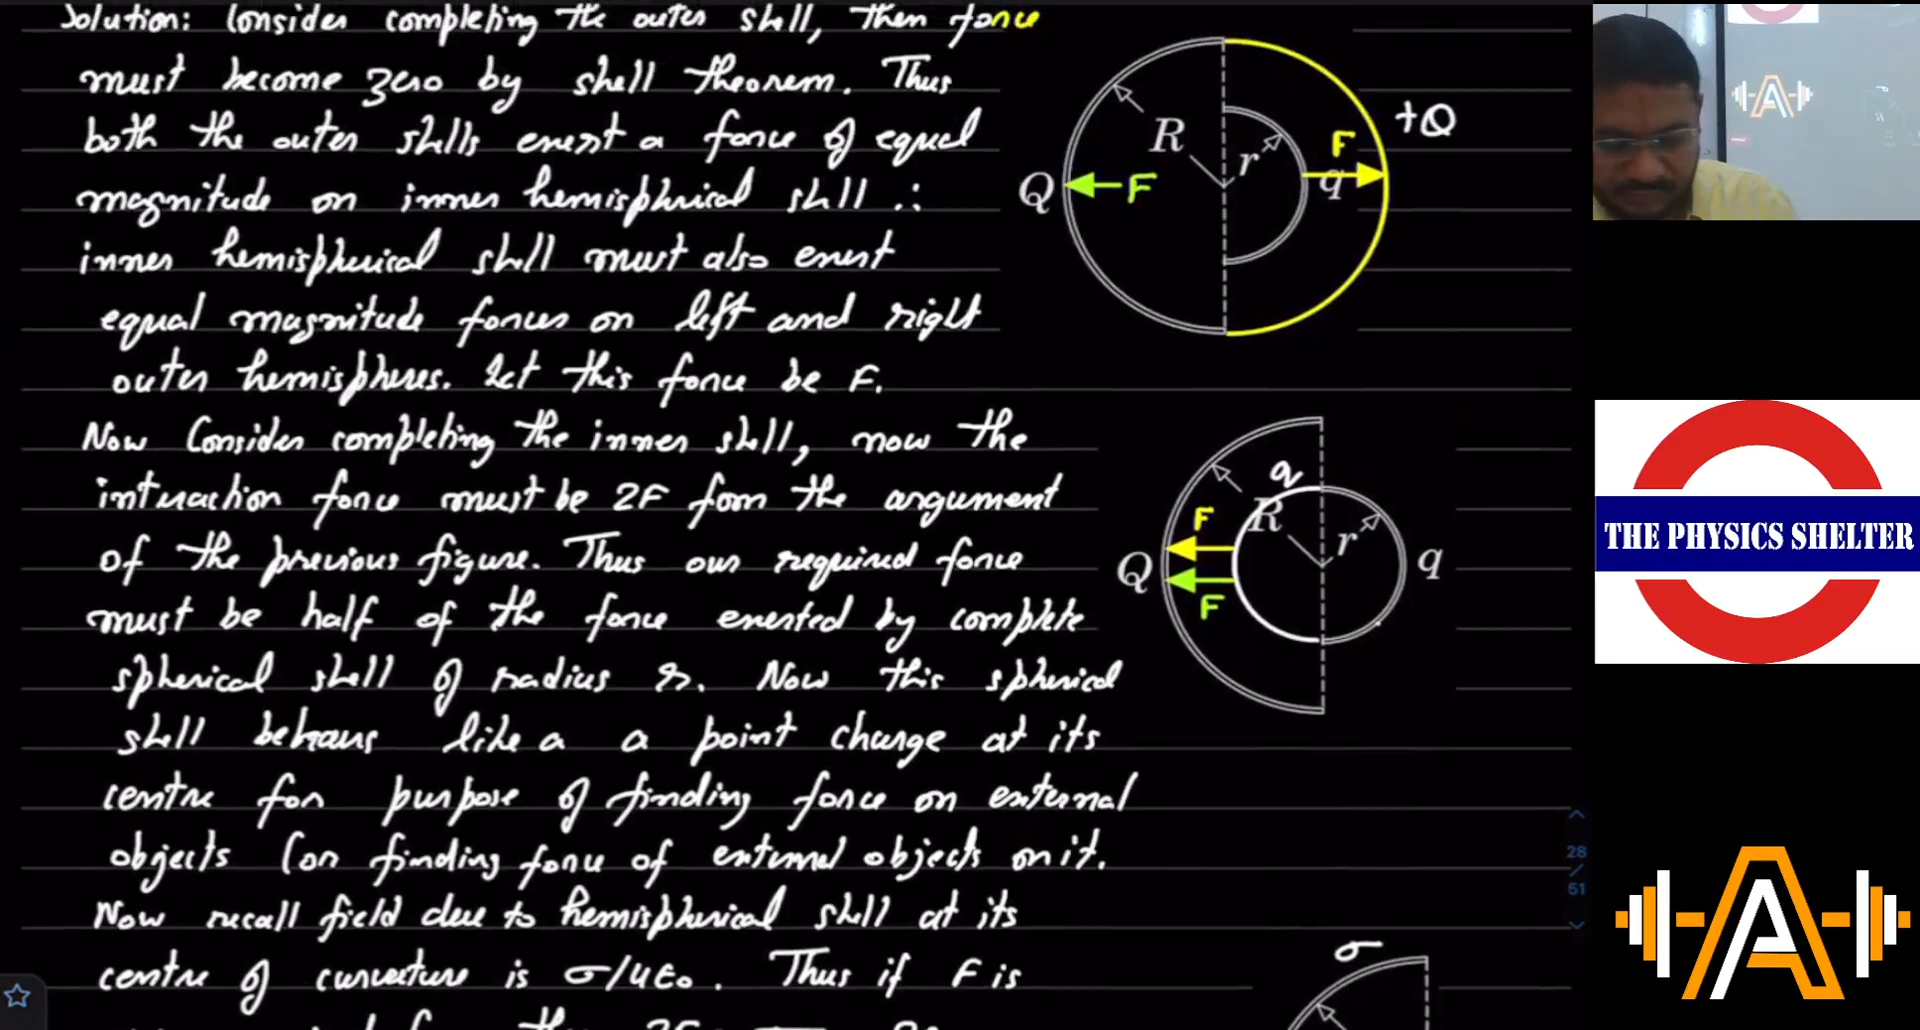 Solution: Consider completing the outer shell, then force
must become zero by shell theorem. Thus
both the outer shells exert a force of equal
magnitude on inner hemispherical shell ∴
inner hemispherical shell must also exert
equal magnitude forces on left and right
outer hemispheres. Let this force be F.
Now Consider completing the inner shell, now the
interaction force must be 2F from the argument
of the previous figure. Thus our required force
must be half of the force exerted by complete
spherical shell of radius r. Now this spherical
shell behaves like a a point charge at its
centre for purpose of finding force on external
objects (or finding force of external objects on it.
Now recall field due to hemispherical shell at its
centre of curvature is σ/4ε₀. Thus if F is
Q
F
R
r
F
q
+Q
Q
q
F
F
R
r
q
σ
28
/
51
A
THE PHYSICS SHELTER
A